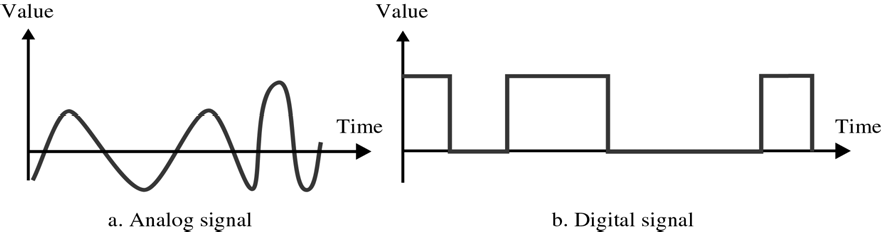 Value
Time
a. Analog signal
Value
Time
b. Digital signal